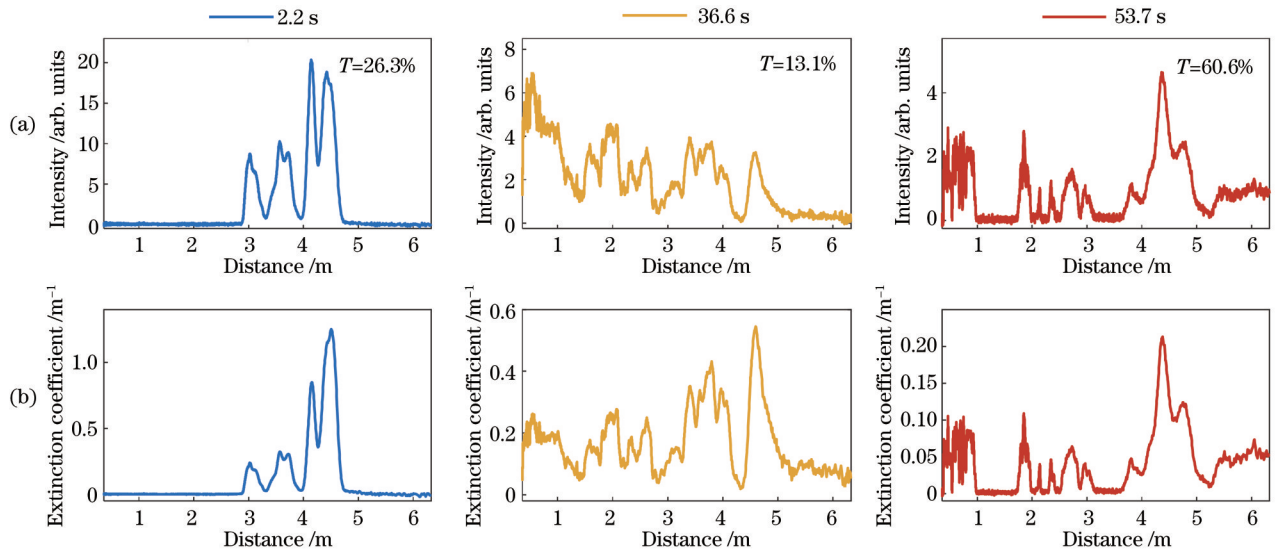 2.2 s
36.6 s
53.7 s
(a)
Intensity /arb. units
20
15
10
5
0
T=26.3%
1 2 3 4 5 6
Distance /m
Intensity /arb. units
8
6
4
2
0
T=13.1%
1 2 3 4 5 6
Distance /m
Intensity /arb. units
4
2
0
T=60.6%
1 2 3 4 5 6
Distance /m
(b)
Extinction coefficient /m⁻¹
1.0
0.5
0
1 2 3 4 5 6
Distance /m
Extinction coefficient /m⁻¹
0.6
0.4
0.2
0
1 2 3 4 5 6
Distance /m
Extinction coefficient /m⁻¹
0.20
0.15
0.10
0.05
0
1 2 3 4 5 6
Distance /m